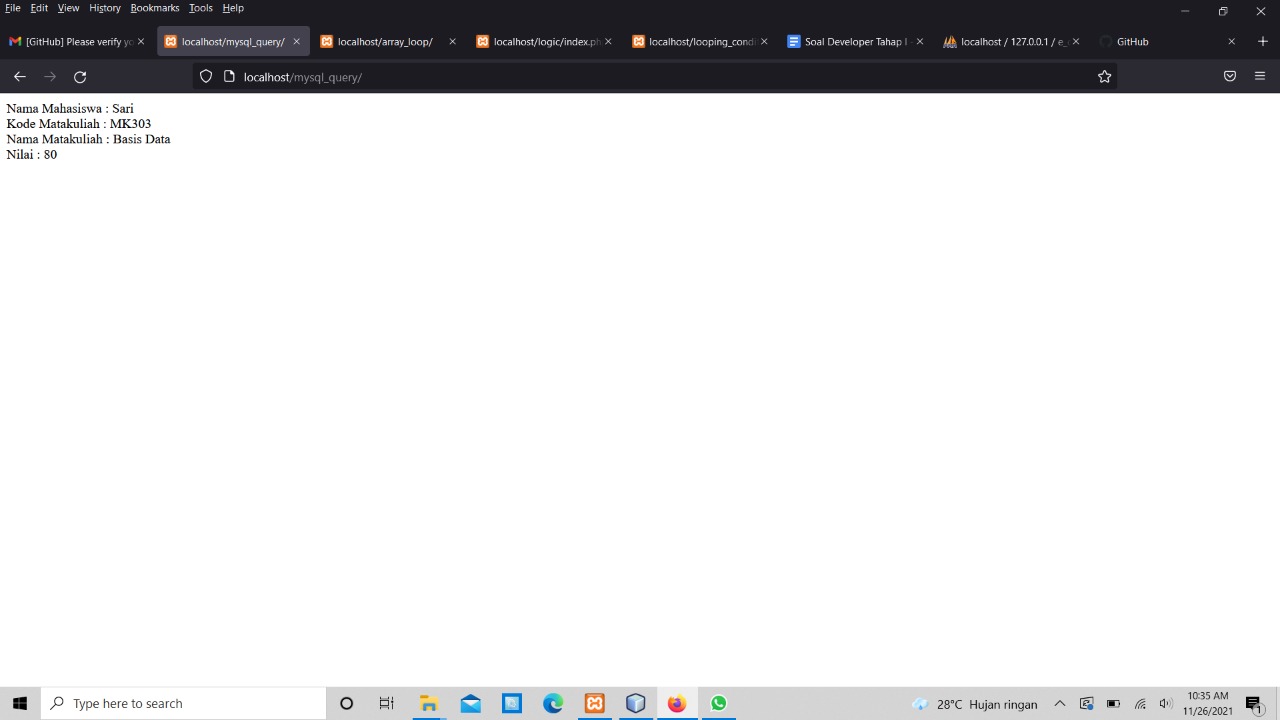 File Edit View History Bookmarks Tools Help
[GitHub] Please verify yo localhost/mysql_query/ localhost/array_loop/ localhost/logic/index.ph localhost/looping_condi Soal Developer Tahap I - localhost / 127.0.0.1 / e_ GitHub
localhost/mysql_query/
Nama Mahasiswa : Sari
Kode Matakuliah : MK303
Nama Matakuliah : Basis Data
Nilai : 80
Type here to search
28°C Hujan ringan
10:35 AM
11/26/2021
1